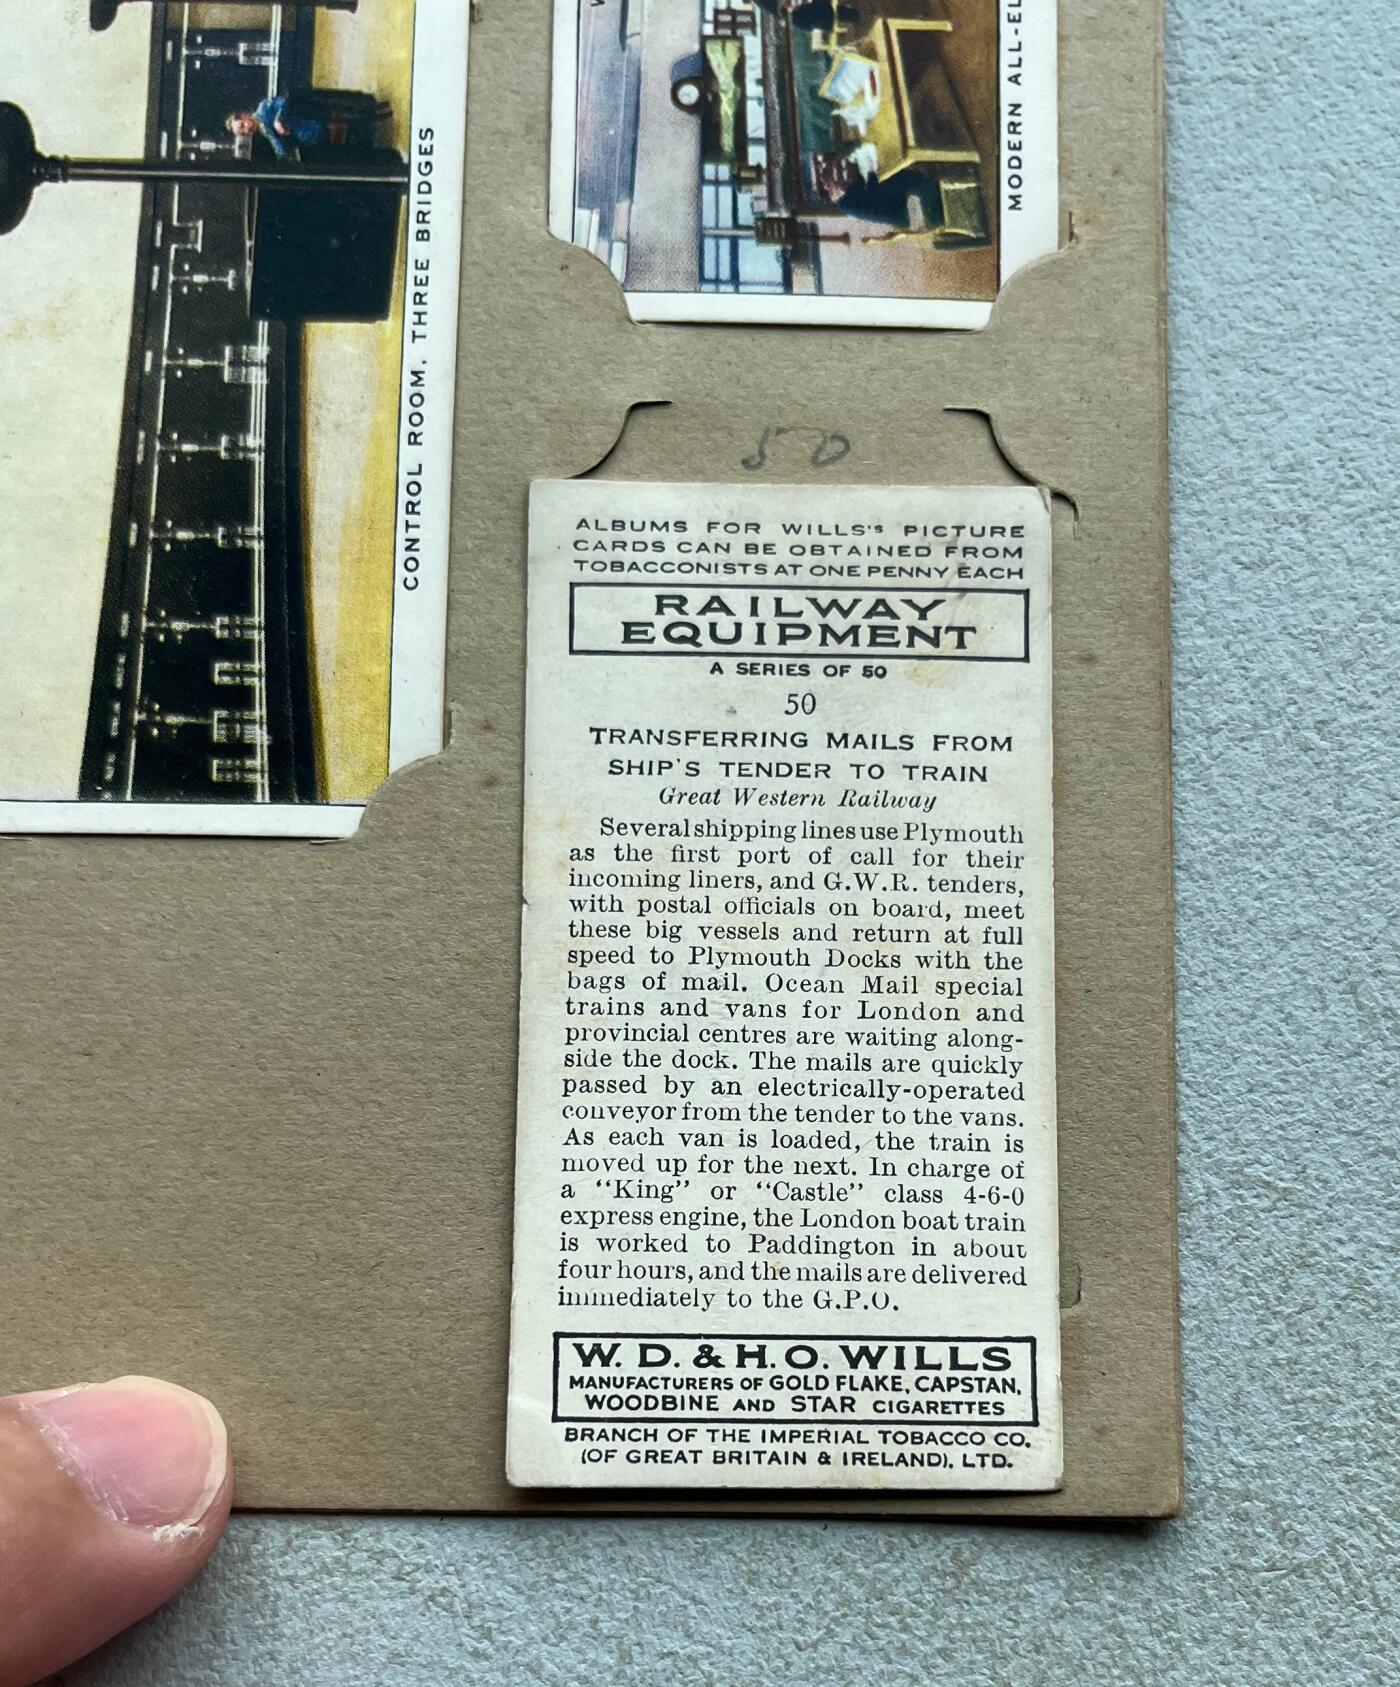 CONTROL ROOM, THREE BRIDGES
MODERN ALL-EL
50
ALBUMS FOR WILLS'S PICTURE
CARDS CAN BE OBTAINED FROM
TOBACCONISTS AT ONE PENNY EACH
RAILWAY
EQUIPMENT
A SERIES OF 50
50
TRANSFERRING MAILS FROM
SHIP'S TENDER TO TRAIN
Great Western Railway
Several shipping lines use Plymouth
as the first port of call for their
incoming liners, and G.W.R. tenders,
with postal officials on board, meet
these big vessels and return at full
speed to Plymouth Docks with the
bags of mail. Ocean Mail special
trains and vans for London and
provincial centres are waiting along-
side the dock. The mails are quickly
passed by an electrically-operated
conveyor from the tender to the vans.
As each van is loaded, the train is
moved up for the next. In charge of
a "King" or "Castle" class 4-6-0
express engine, the London boat train
is worked to Paddington in about
four hours, and the mails are delivered
immediately to the G.P.O.
W. D. & H. O. WILLS
MANUFACTURERS OF GOLD FLAKE, CAPSTAN,
WOODBINE AND STAR CIGARETTES
BRANCH OF THE IMPERIAL TOBACCO CO.
(OF GREAT BRITAIN & IRELAND), LTD.